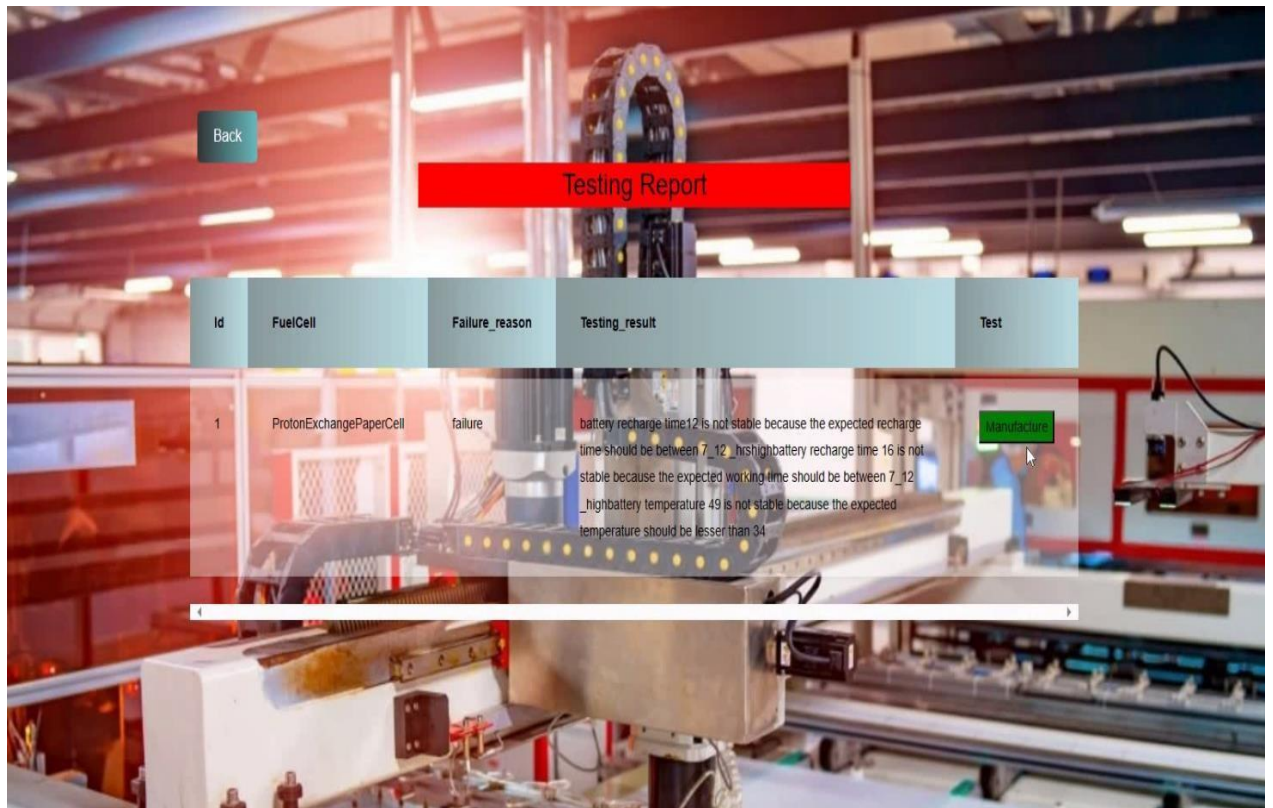 Back
Testing Report
Id FuelCell Failure_reason Testing_result Test
1 ProtonExchangePaperCell failure battery recharge time12 is not stable because the expected recharge Manufacture
time should be between 7_12 _hrshighbattery recharge time 16 is not
stable because the expected working time should be between 7_12
_highbattery temperature 49 is not stable because the expected
temperature should be lesser than 34